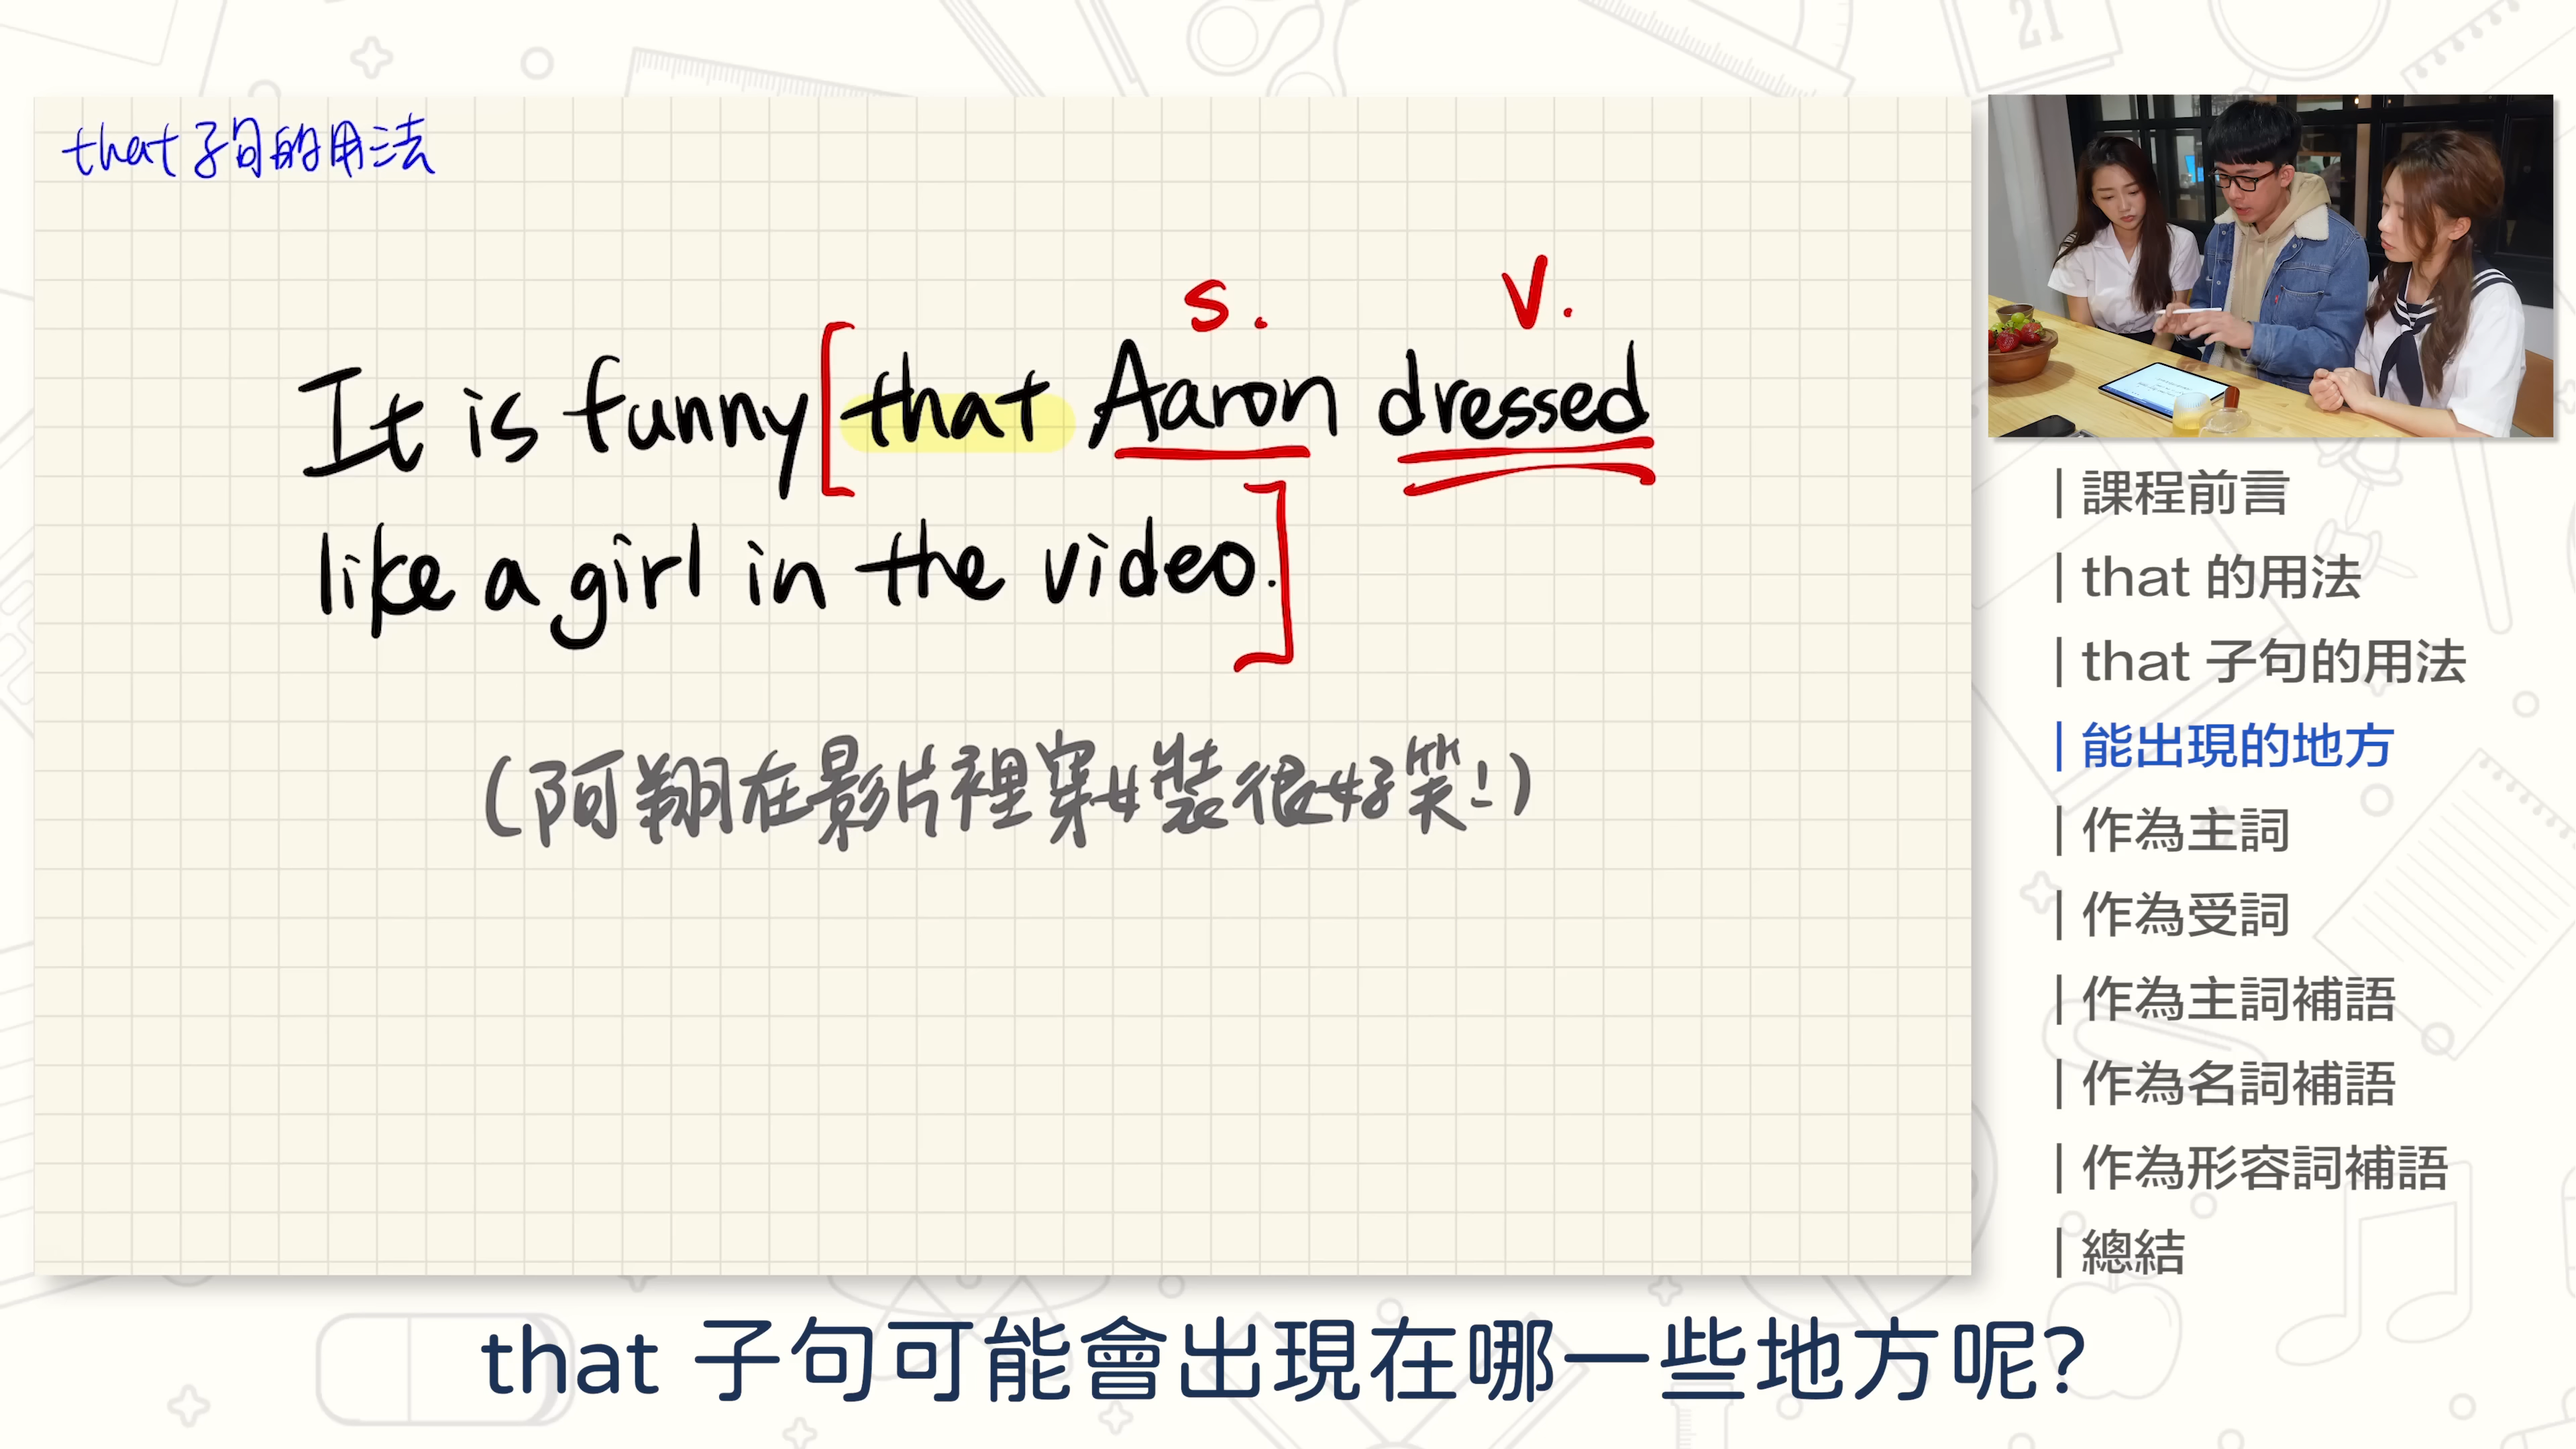 that 子句的用法
s. v.
It is funny [that Aaron dressed
like a girl in the video.]
(阿翔在影片裡穿女裝很好笑!)
21
| 課程前言
| that 的用法
| that 子句的用法
| 能出現的地方
| 作為主詞
| 作為受詞
| 作為主詞補語
| 作為名詞補語
| 作為形容詞補語
| 總結
that 子句可能會出現在哪一些地方呢?